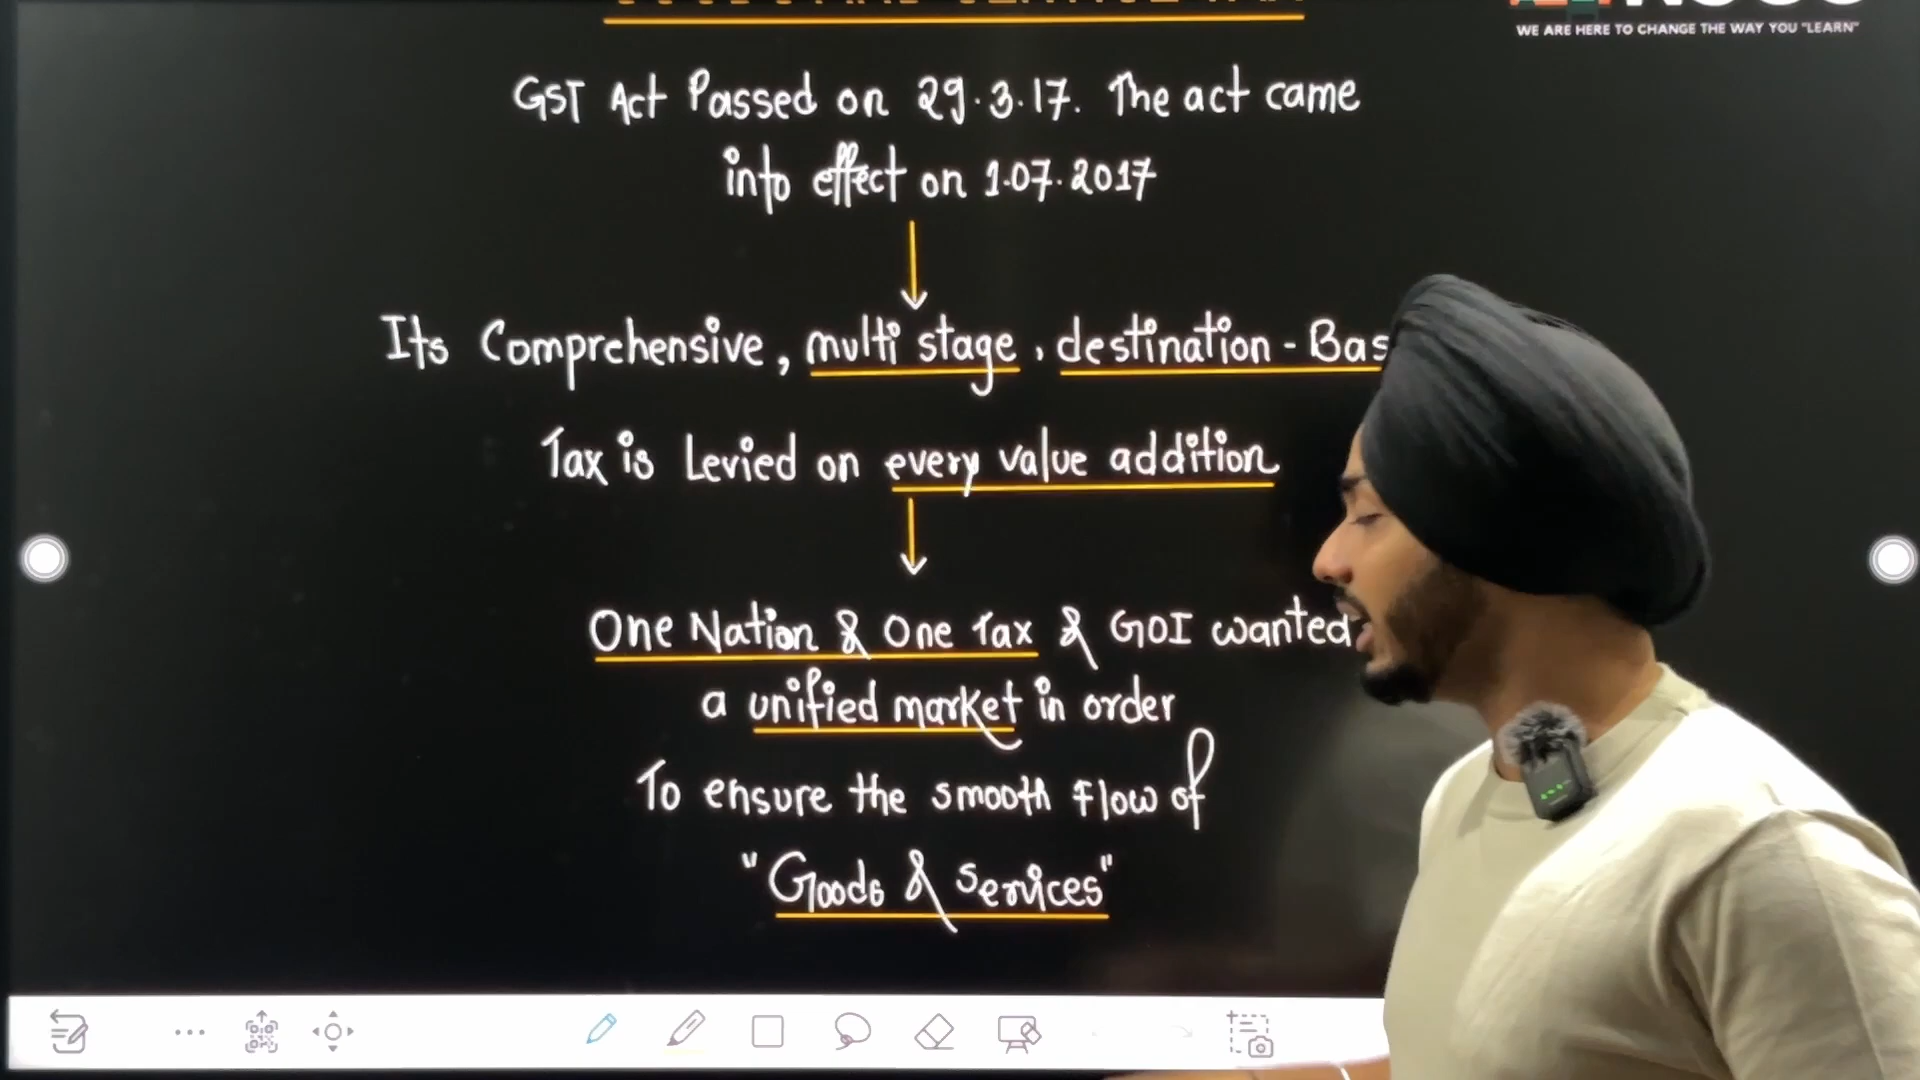 WE ARE HERE TO CHANGE THE WAY YOU "LEARN"
GST Act Passed on 29.3.17. The act came
into effect on 1.07.2017
Its Comprehensive, multi stage, destination-Bas
Tax is Levied on every value addition
One Nation & One Tax & GOI wanted
a unified market in order
To ensure the smooth flow of
"Goods & Services"